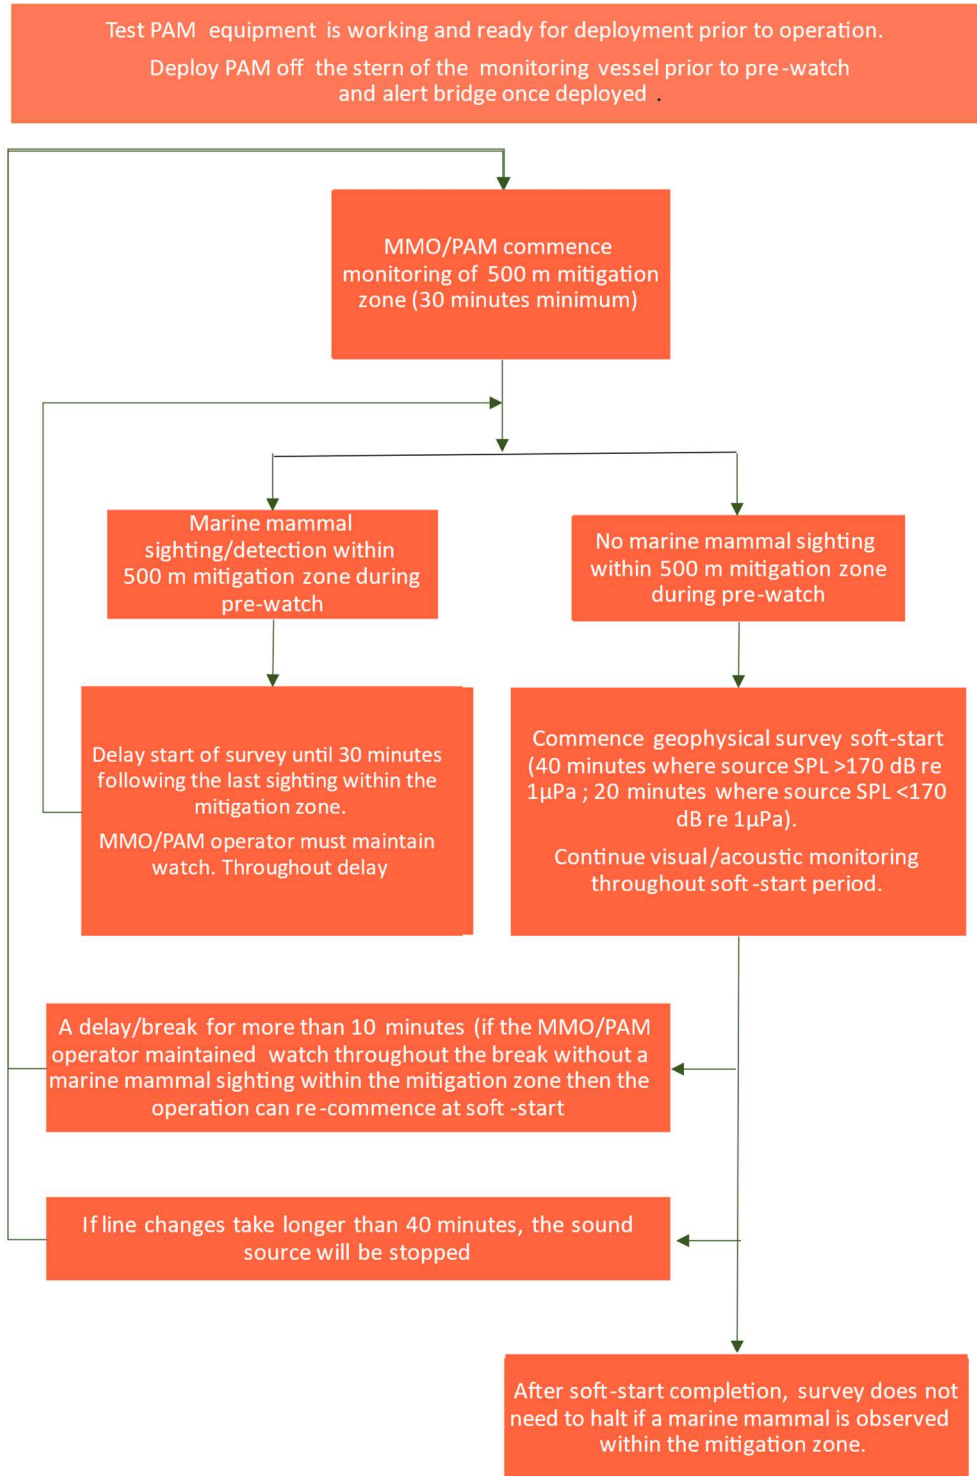 Test PAM equipment is working and ready for deployment prior to operation.
Deploy PAM off the stern of the monitoring vessel prior to pre-watch
and alert bridge once deployed .
MMO/PAM commence
monitoring of 500 m mitigation
zone (30 minutes minimum)
Marine mammal
sighting/detection within
500 m mitigation zone during
pre-watch
No marine mammal sighting
within 500 m mitigation zone
during pre-watch
Delay start of survey until 30 minutes
following the last sighting within the
mitigation zone.
MMO/PAM operator must maintain
watch. Throughout delay
Commence geophysical survey soft-start
(40 minutes where source SPL >170 dB re
1µPa ; 20 minutes where source SPL <170
dB re 1µPa).
Continue visual/acoustic monitoring
throughout soft-start period.
A delay/break for more than 10 minutes (if the MMO/PAM
operator maintained watch throughout the break without a
marine mammal sighting within the mitigation zone then the
operation can re-commence at soft-start
If line changes take longer than 40 minutes, the sound
source will be stopped
After soft-start completion, survey does not
need to halt if a marine mammal is observed
within the mitigation zone.